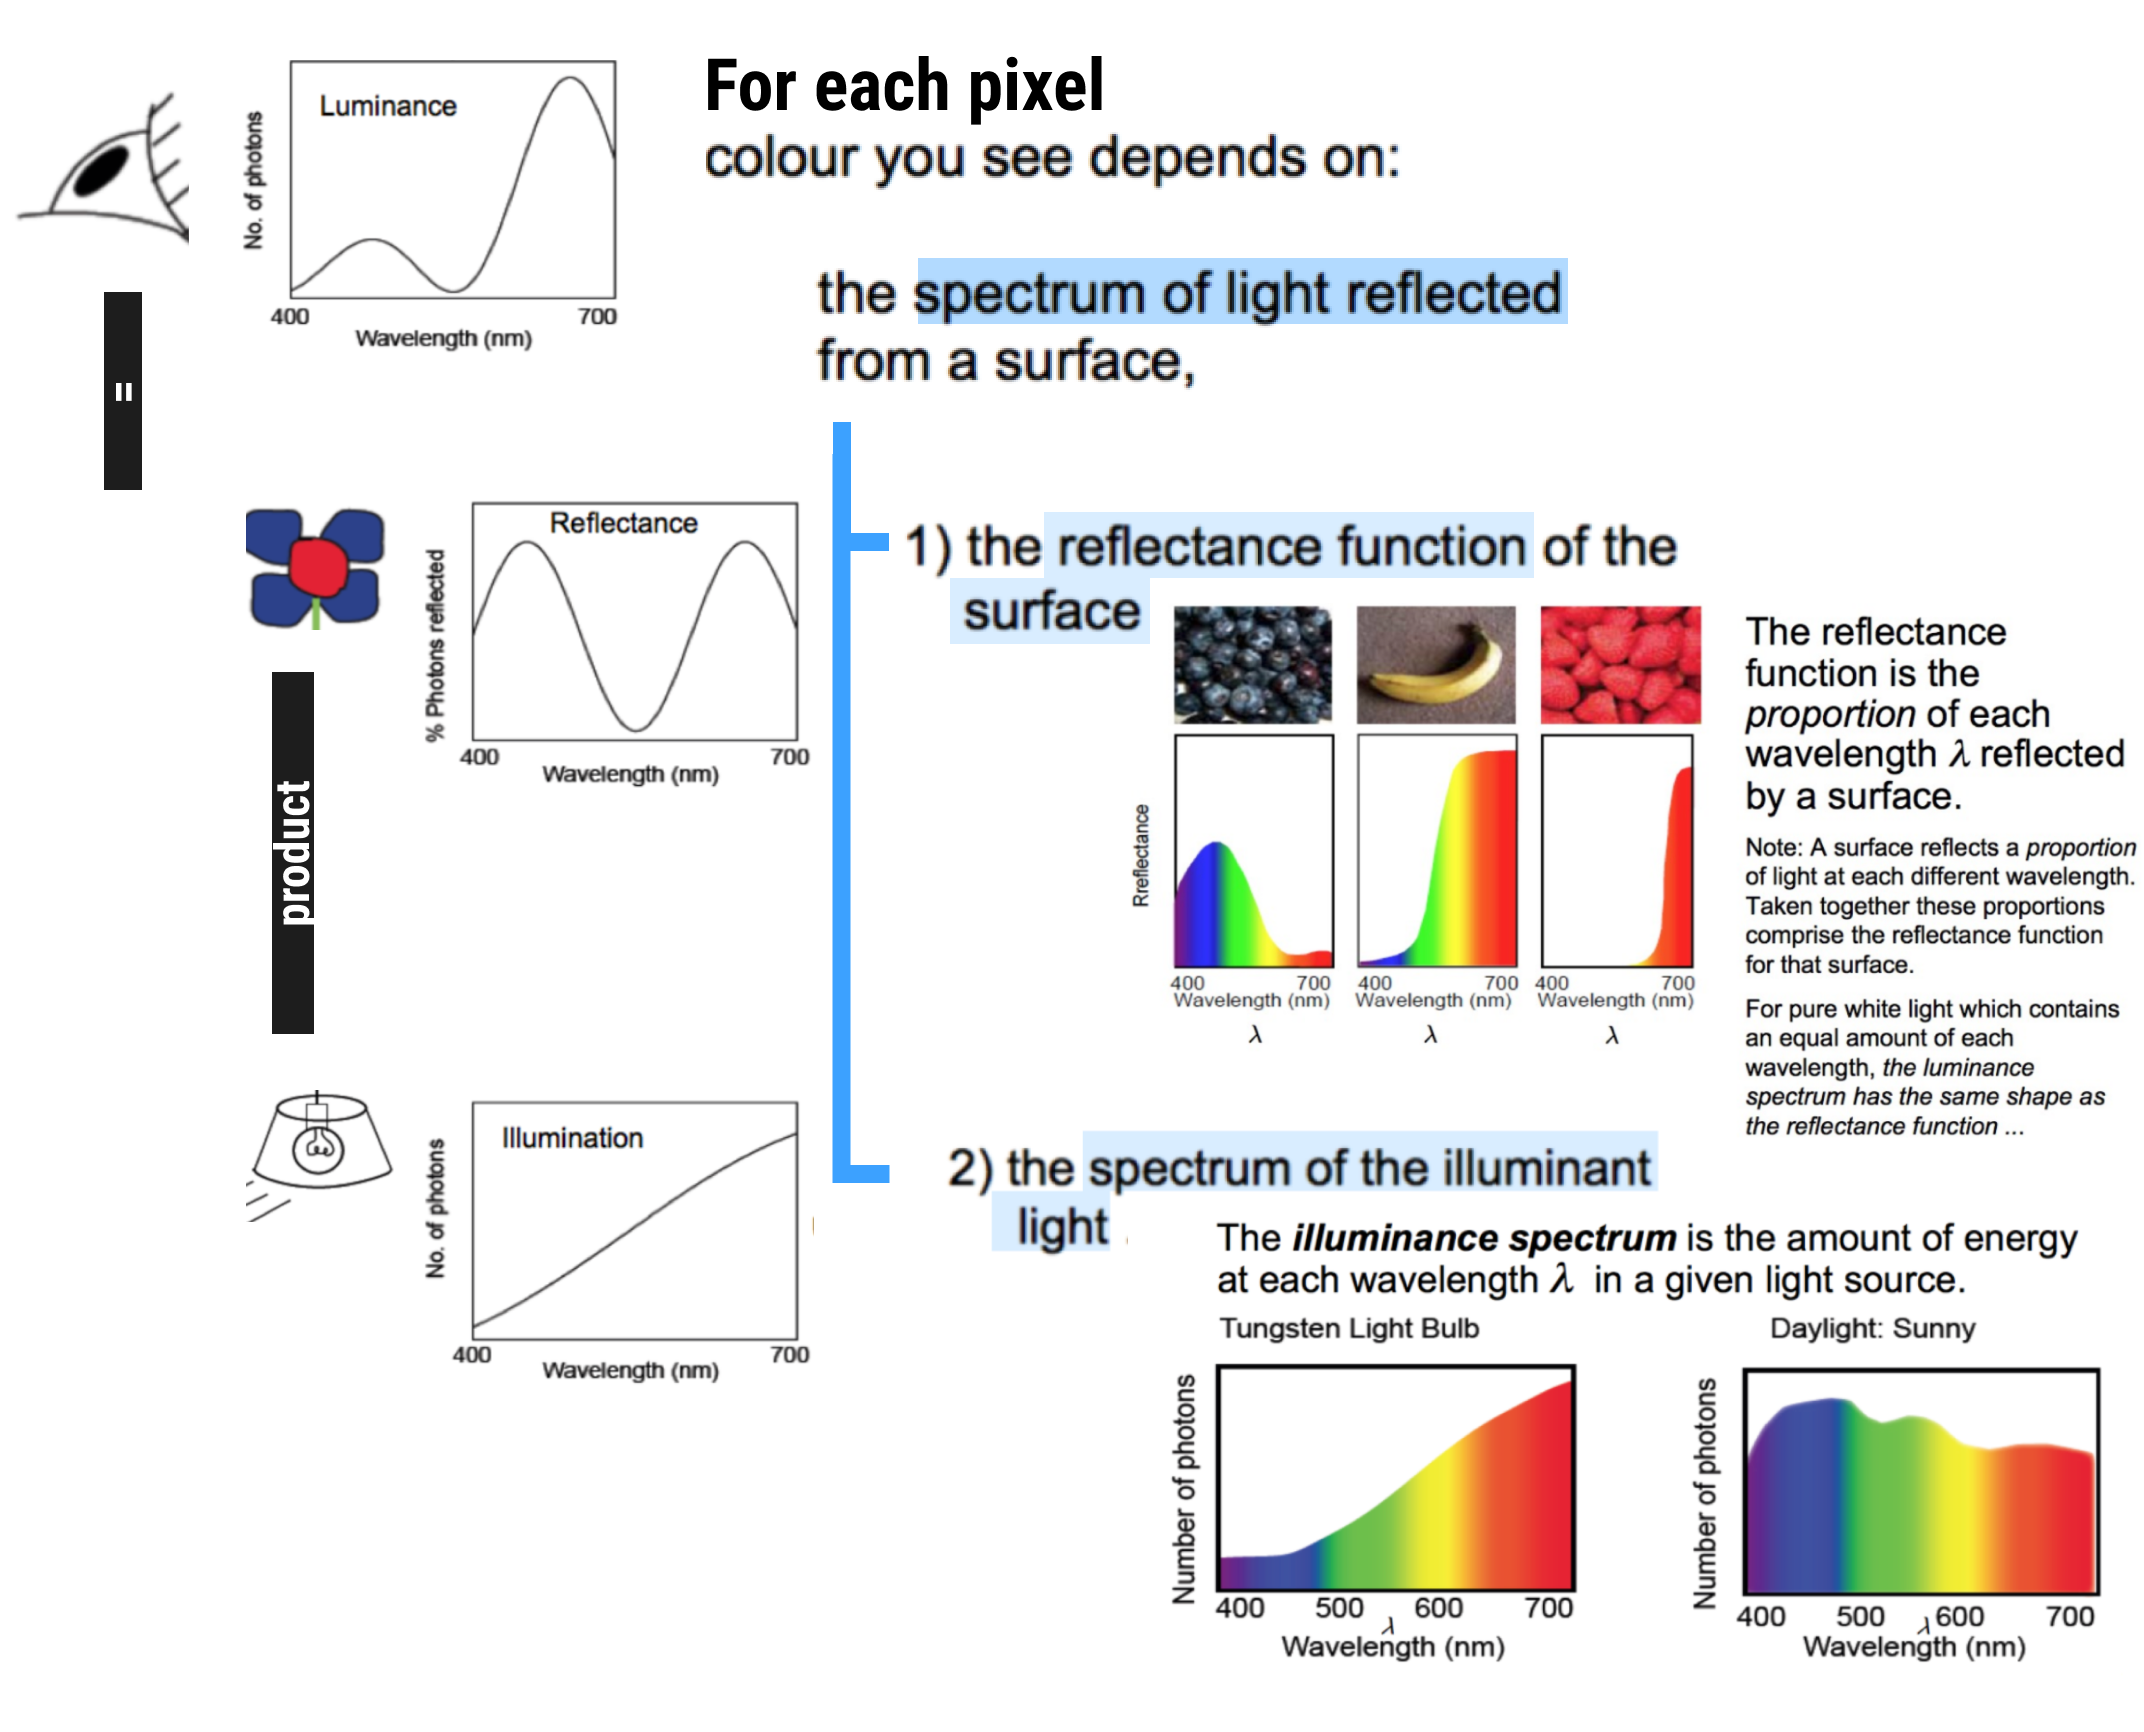 For each pixel
colour you see depends on:
Luminance
No. of photons
400 700
Wavelength (nm)
the spectrum of light reflected
from a surface,
=
Reflectance
% Photons reflected
400 700
Wavelength (nm)
1) the reflectance function of the
surface
The reflectance
function is the
proportion of each
wavelength λ reflected
by a surface.
Note: A surface reflects a proportion
of light at each different wavelength.
Taken together these proportions
comprise the reflectance function
for that surface.
For pure white light which contains
an equal amount of each
wavelength, the luminance
spectrum has the same shape as
the reflectance function ...
Rreflectance
400 700 400 700 400 700
Wavelength (nm) Wavelength (nm) Wavelength (nm)
λ λ λ
product
Illumination
No. of photons
400 700
Wavelength (nm)
2) the spectrum of the illuminant
light .
The illuminance spectrum is the amount of energy
at each wavelength λ in a given light source.
Tungsten Light Bulb
Number of photons
400 500 600 700
λ
Wavelength (nm)
Daylight: Sunny
Number of photons
400 500 600 700
λ
Wavelength (nm)